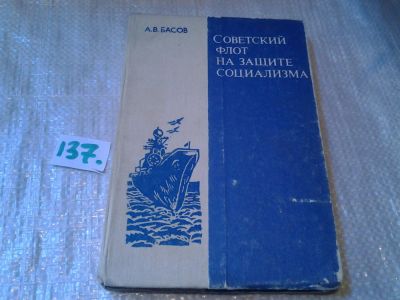 А.В. БАСОВ
СОВЕТСКИЙ
ФЛОТ
НА ЗАЩИТЕ
СОЦИАЛИЗМА
137.